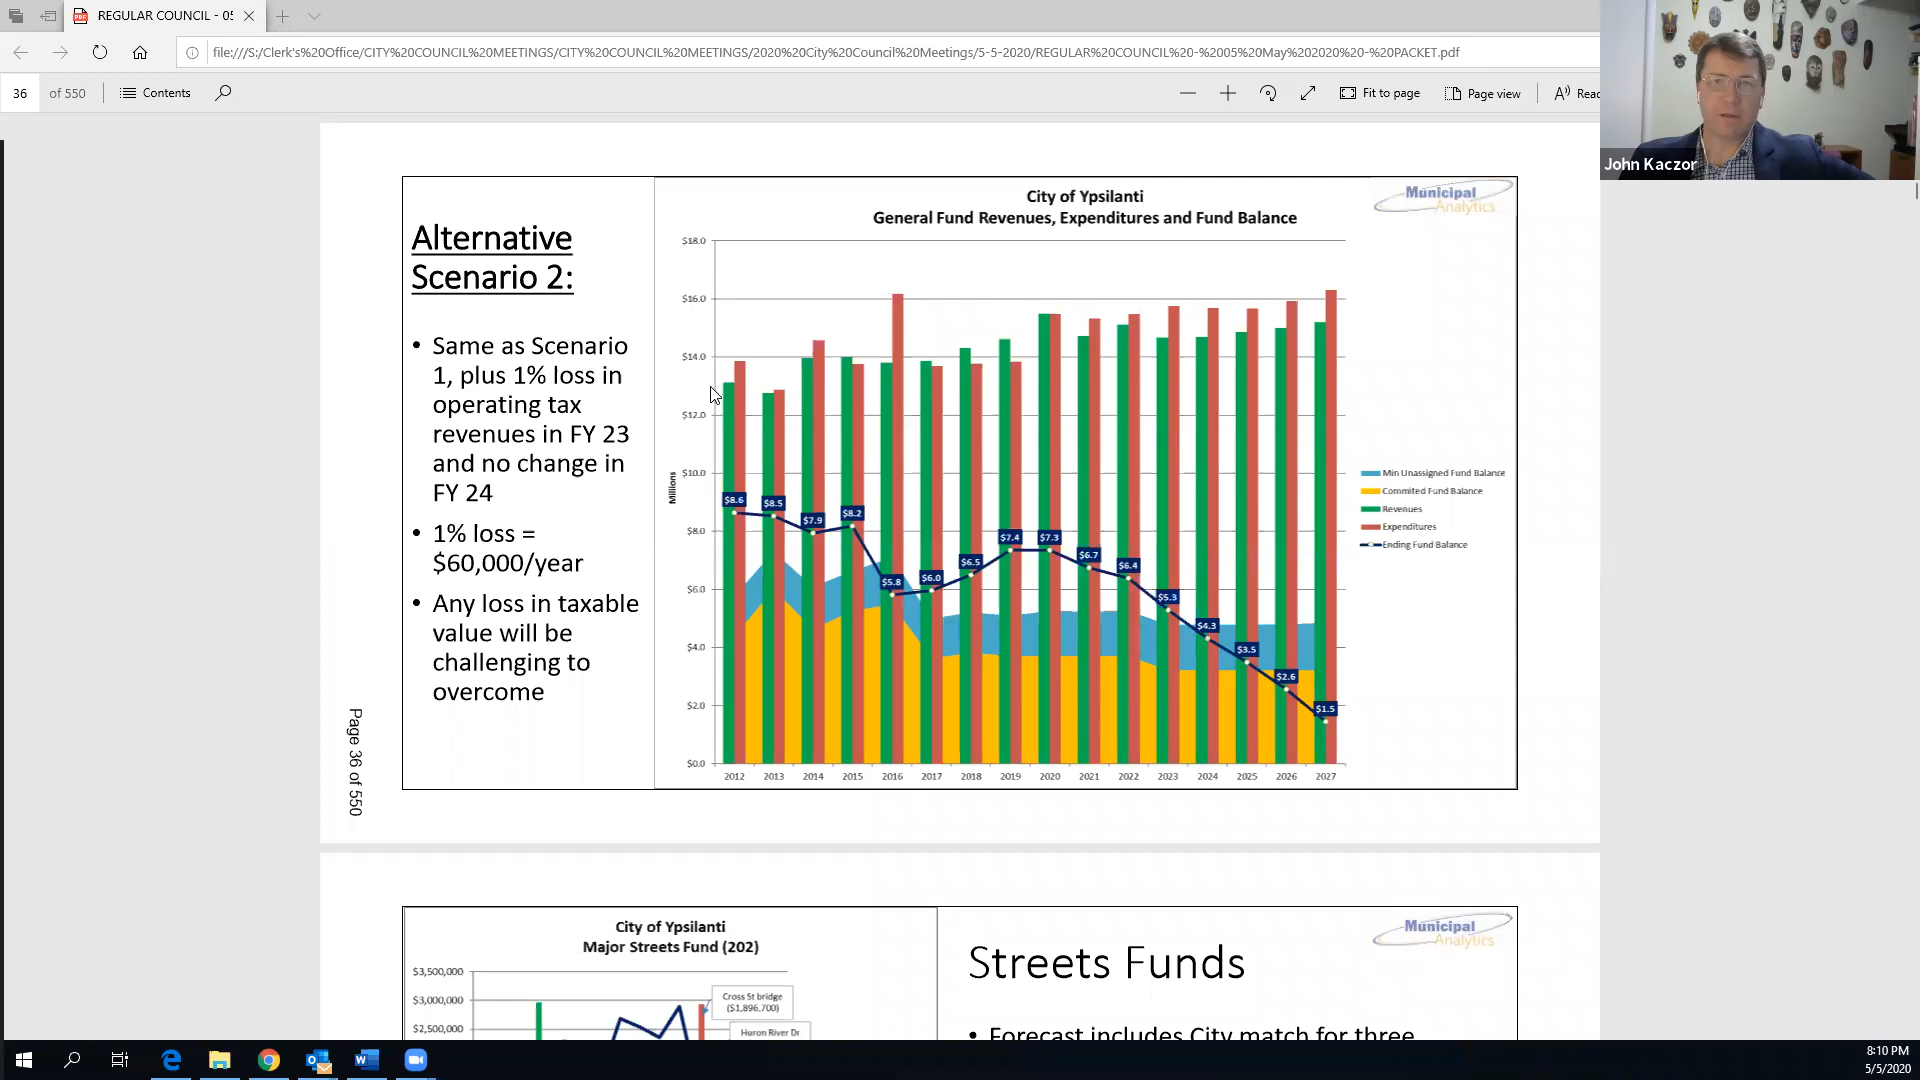 REGULAR COUNCIL - 05
file:///S:/Clerk's%20Office/CITY%20COUNCIL%20MEETINGS/CITY%20COUNCIL%20MEETINGS/2020%20City%20Council%20Meetings/5-5-2020/REGULAR%20COUNCIL%20-%2005%20May%202020%20-%20PACKET.pdf
36 of 550 Contents Fit to page Page view Read
John Kaczor
Alternative
Scenario 2:
• Same as Scenario
1, plus 1% loss in
operating tax
revenues in FY 23
and no change in
FY 24
• 1% loss =
$60,000/year
• Any loss in taxable
value will be
challenging to
overcome
Page 36 of 550
City of Ypsilanti
General Fund Revenues, Expenditures and Fund Balance
Municipal
Analytics
Millions
$18.0
$16.0
$14.0
$12.0
$10.0
$8.0
$6.0
$4.0
$2.0
$0.0
$8.6 $8.5 $7.9 $8.2 $5.8 $6.0 $6.5 $7.4 $7.3 $6.7 $6.4 $5.3 $4.3 $3.5 $2.6 $1.5
2012 2013 2014 2015 2016 2017 2018 2019 2020 2021 2022 2023 2024 2025 2026 2027
Min Unassigned Fund Balance
Commited Fund Balance
Revenues
Expenditures
Ending Fund Balance
City of Ypsilanti
Major Streets Fund (202)
$3,500,000
$3,000,000
$2,500,000
Cross St bridge
($1,896,700)
Huron River Dr
Municipal
Analytics
Streets Funds
• Forecast includes City match for three
8:10 PM
5/5/2020